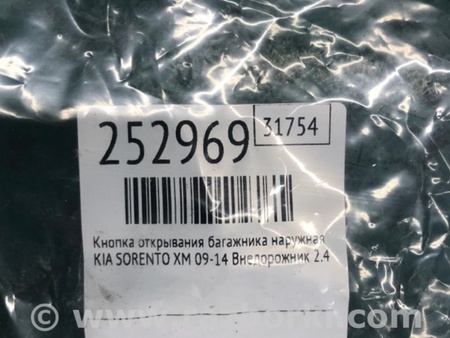 252969
31754
Кнопка открывания багажника наружная
KIA SORENTO XM 09-14 Внедорожник 2.4